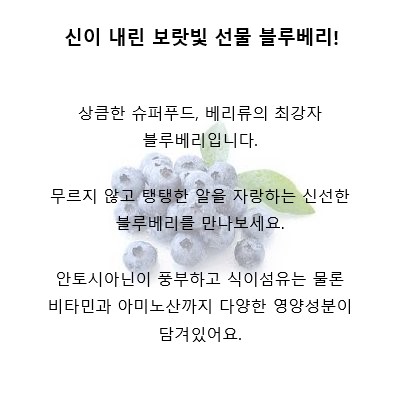 신이 내린 보랏빛 선물 블루베리!
상큼한 슈퍼푸드, 베리류의 최강자
블루베리입니다.
무르지 않고 탱탱한 알을 자랑하는 신선한
블루베리를 만나보세요.
안토시아닌이 풍부하고 식이섬유는 물론
비타민과 아미노산까지 다양한 영양성분이
담겨있어요.